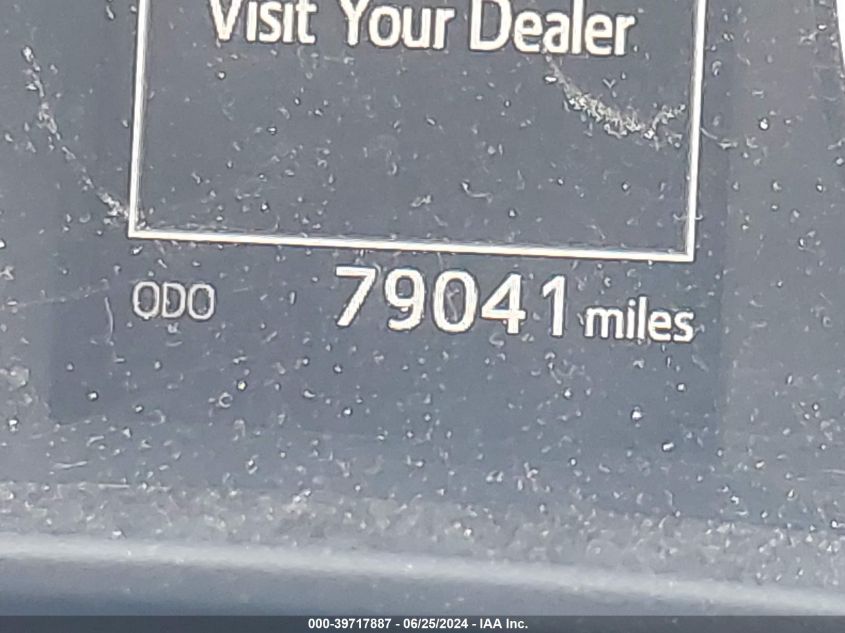 Visit Your Dealer
ODO 79041 miles
000-39717887 - 06/25/2024 - IAA Inc.